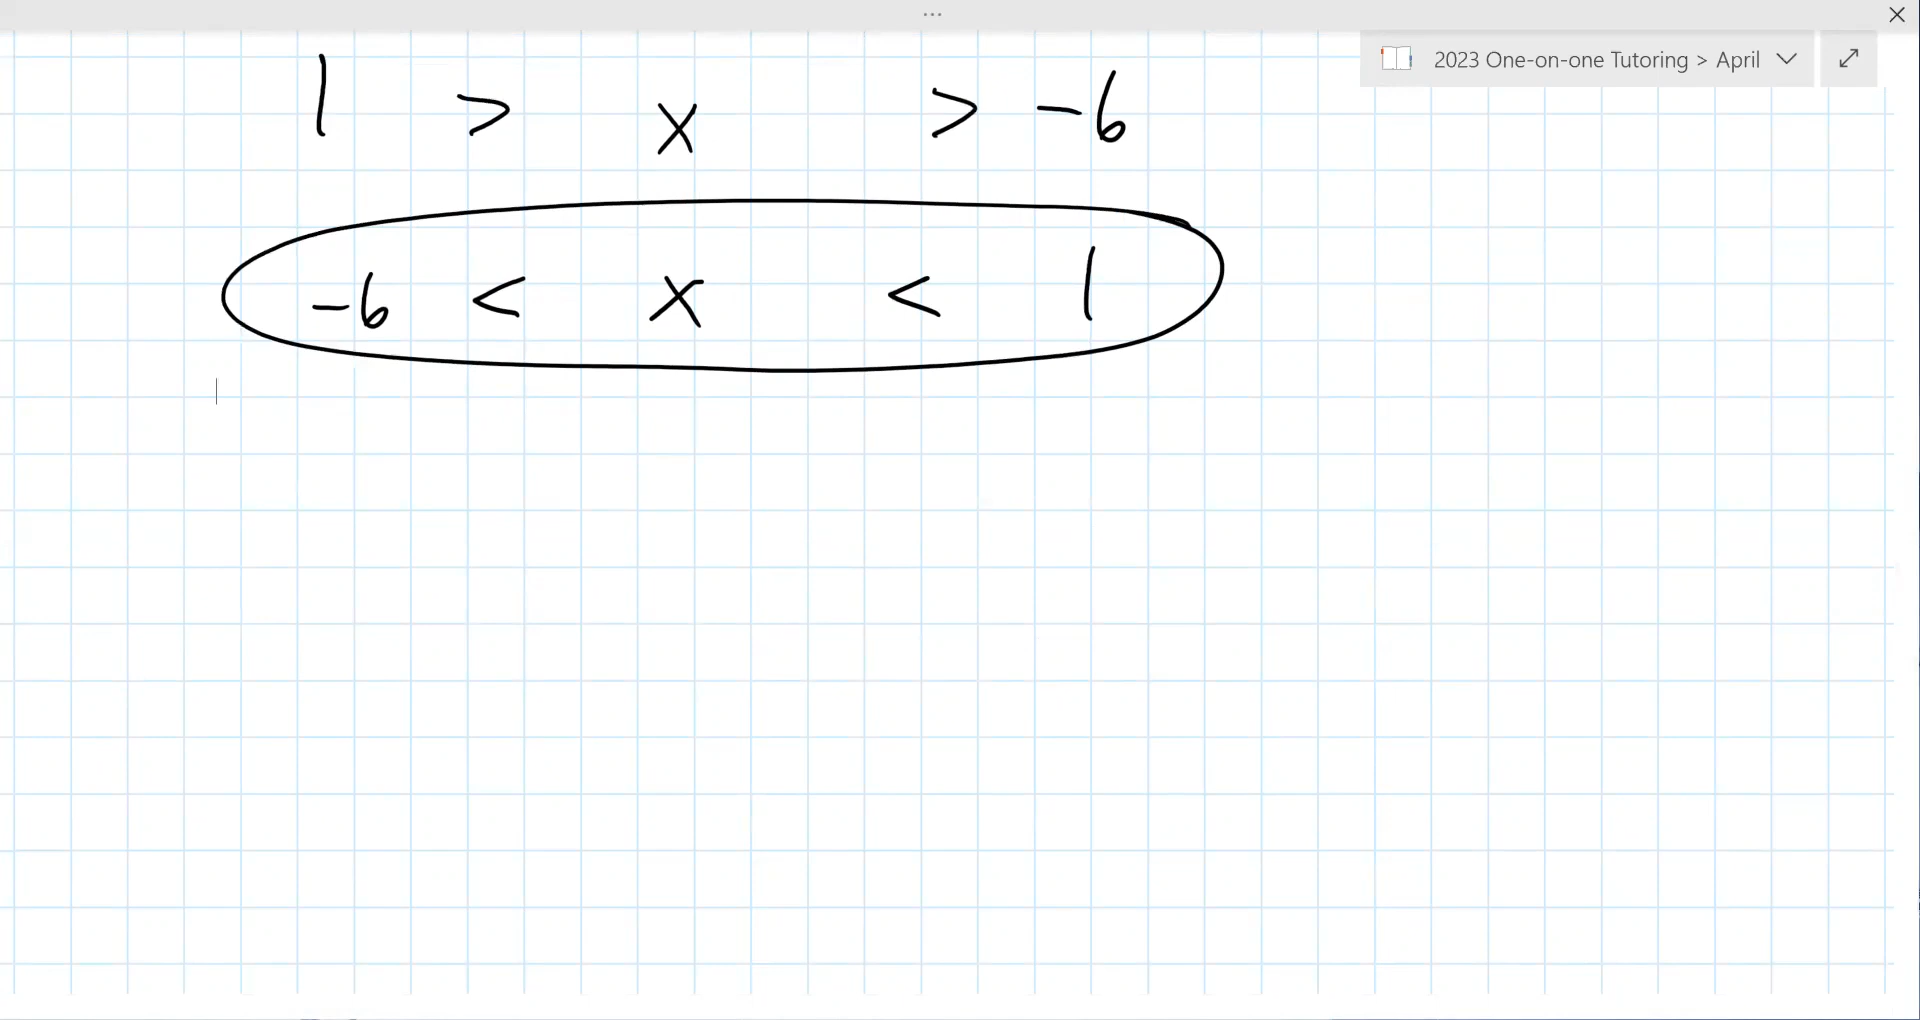 2023 One-on-one Tutoring > April
1 > x > -6
-6 < x < 1